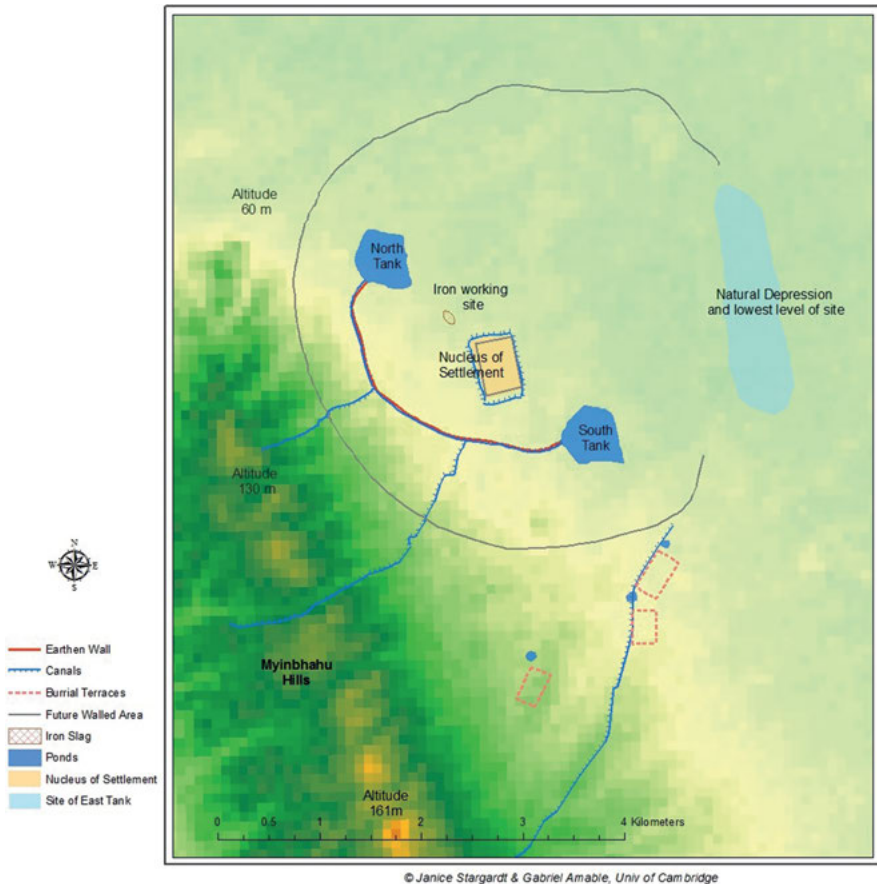 Altitude
60 m
North
Tank
Iron working
site
Natural Depression
and lowest level of site
Nucleus of
Settlement
South
Tank
Altitude
130 m
N
W
E
S
Earthen Wall
Canals
Burrial Terraces
Future Walled Area
Iron Slag
Ponds
Nucleus of Settlement
Site of East Tank
Myinbhahu
Hills
Altitude
161m
0 0.5 1 2 3 4 Kilometers
© Janice Stargardt & Gabriel Amable, Univ of Cambridge